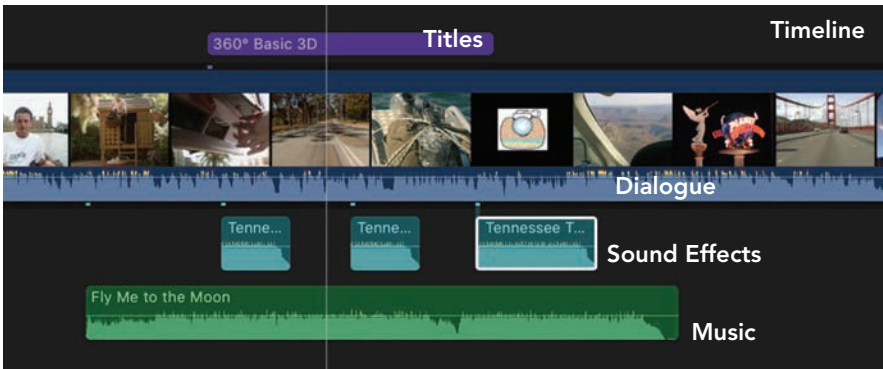 Timeline
360° Basic 3D
Titles
Dialogue
Tenne...
Tenne...
Tennessee T...
Sound Effects
Fly Me to the Moon
Music